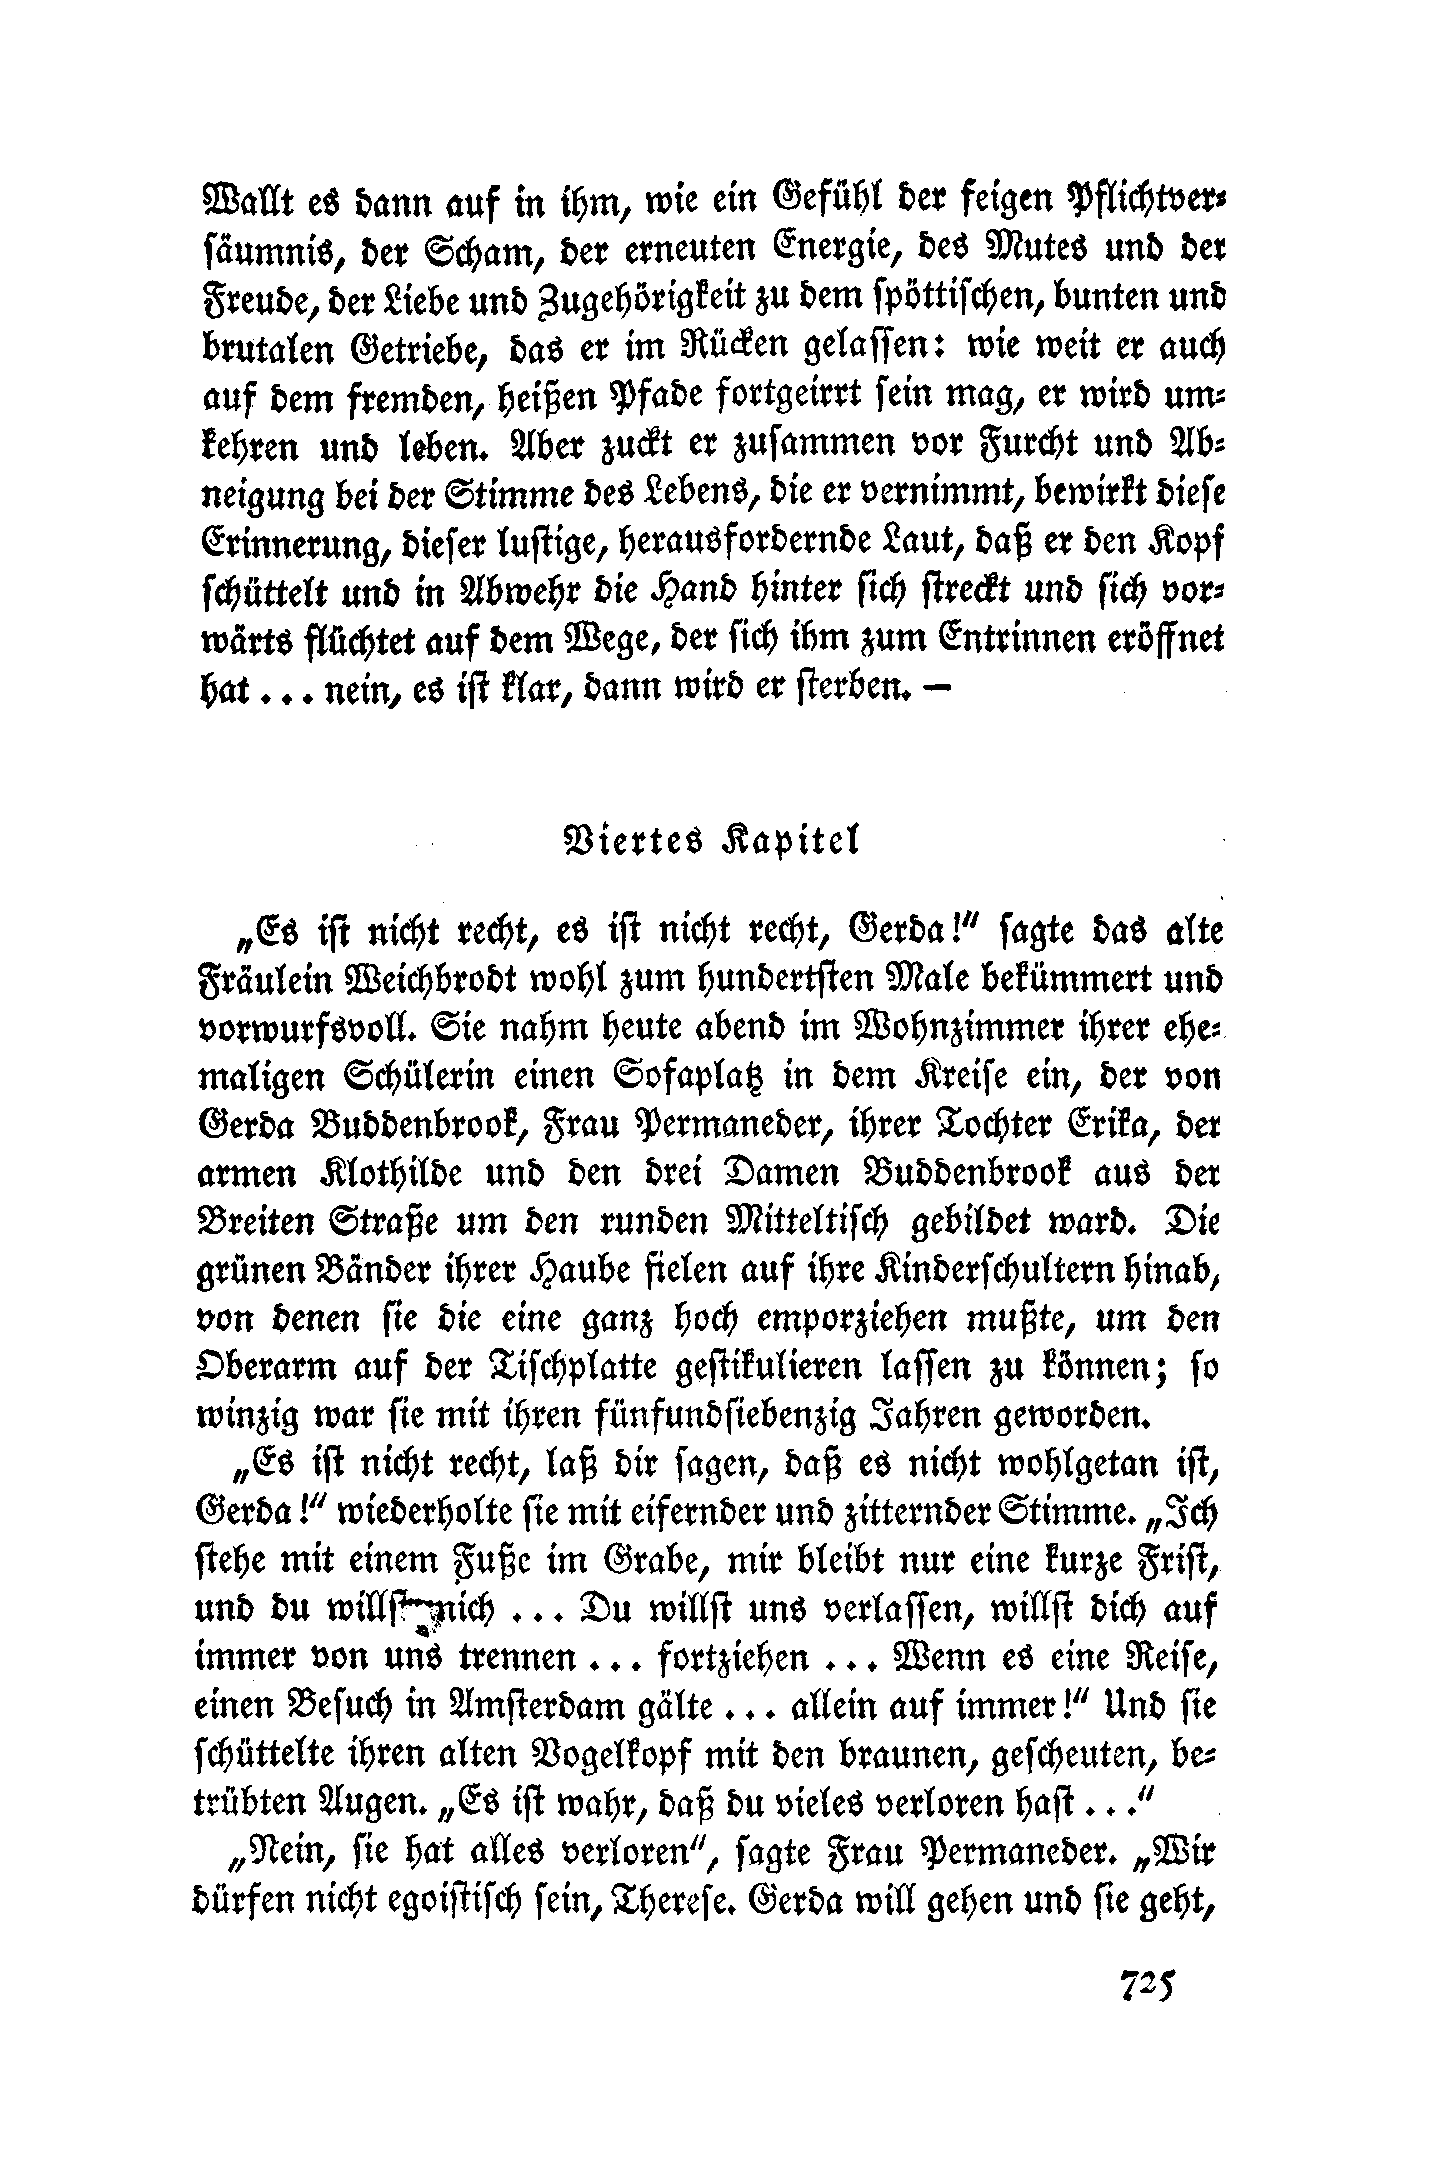 Wallt es dann auf in ihm, wie ein Gefühl der feigen Pflichtver-
säumnis, der Scham, der erneuten Energie, des Mutes und der
Freude, der Liebe und Zugehörigkeit zu dem spöttischen, bunten und
brutalen Getriebe, das er im Rücken gelassen: wie weit er auch
auf dem fremden, heißen Pfade fortgeirrt sein mag, er wird um-
kehren und leben. Aber zuckt er zusammen vor Furcht und Ab-
neigung bei der Stimme des Lebens, die er vernimmt, bewirkt diese
Erinnerung, dieser lustige, herausfordernde Laut, daß er den Kopf
schüttelt und in Abwehr die Hand hinter sich streckt und sich vor-
wärts flüchtet auf dem Wege, der sich ihm zum Entrinnen eröffnet
hat . . . nein, es ist klar, dann wird er sterben. —
Viertes Kapitel
„Es ist nicht recht, es ist nicht recht, Gerda!“ sagte das alte
Fräulein Weichbrodt wohl zum hundertsten Male bekümmert und
vorwurfsvoll. Sie nahm heute abend im Wohnzimmer ihrer ehe-
maligen Schülerin einen Sofaplatz in dem Kreise ein, der von
Gerda Buddenbrook, Frau Permaneder, ihrer Tochter Erika, der
armen Klothilde und den drei Damen Buddenbrook aus der
Breiten Straße um den runden Mitteltisch gebildet ward. Die
grünen Bänder ihrer Haube fielen auf ihre Kinderschultern hinab,
von denen sie die eine ganz hoch emporziehen mußte, um den
Oberarm auf der Tischplatte gestikulieren lassen zu können; so
winzig war sie mit ihren fünfundsiebenzig Jahren geworden.
„Es ist nicht recht, laß dir sagen, daß es nicht wohlgetan ist,
Gerda!“ wiederholte sie mit eifernder und zitternder Stimme. „Ich
stehe mit einem Fuße im Grabe, mir bleibt nur eine kurze Frist,
und du willst mich . . . Du willst uns verlassen, willst dich auf
immer von uns trennen . . . fortziehen . . . Wenn es eine Reise,
einen Besuch in Amsterdam gälte . . . allein auf immer!“ Und sie
schüttelte ihren alten Vogelkopf mit den braunen, gescheuten, be-
trübten Augen. „Es ist wahr, daß du vieles verloren hast . . .“
„Nein, sie hat alles verloren“, sagte Frau Permaneder. „Wir
dürfen nicht egoistisch sein, Therese. Gerda will gehen und sie geht,
725